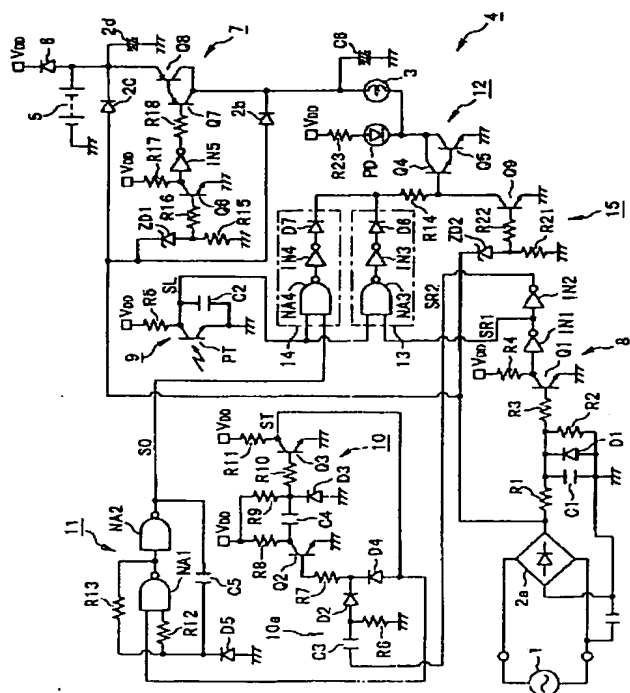 VDD
6
2d
Q8
7
5
2C
Q7
R18
2b
C6
4
3
VDD
R17
IN5
Q6
VDD
R23
PD
12
Q4
Q5
ZD1
R16
R15
D7
D6
R14
Q9
15
IN4
IN3
ZD2
R22
R21
VDD
R5
SL
C2
9
PT
NA4
NA3
14
13
SR2
SR1
IN2
IN1
VDD
R4
Q1
8
SO
11
NA2
R13
NA1
R12
C5
D5
VDD
R11
ST
10
R10
Q3
VDD
R9
D3
R8
C4
Q2
R7
D4
D2
10a
C3
R6
R3
R2
R1
D1
C1
2a
1